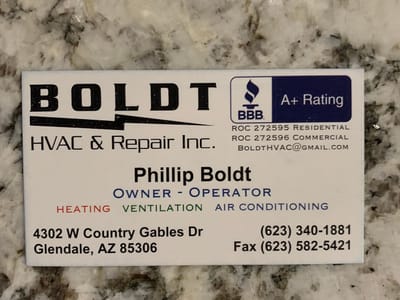 BOLDT
HVAC & Repair Inc.
BBB.
A+ Rating
ROC 272595 Residential
ROC 272596 Commercial
BoldtHVAC@gmail.com
Phillip Boldt
Owner - Operator
HEATING VENTILATION AIR CONDITIONING
4302 W Country Gables Dr (623) 340-1881
Glendale, AZ 85306 Fax (623) 582-5421